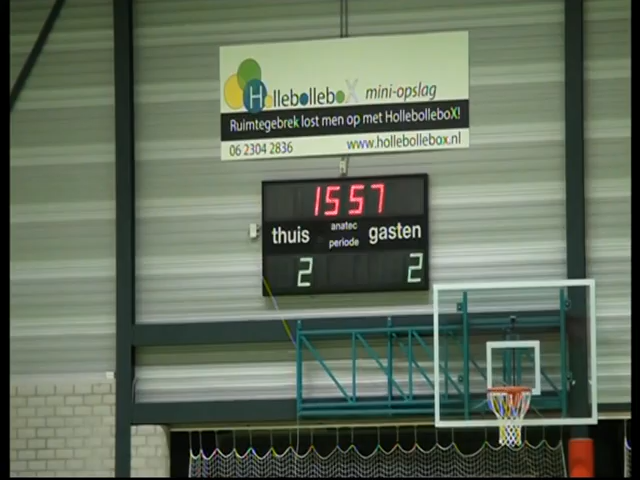 HollebolleboX mini-opslag
Ruimtegebrek lost men op met HollebolleboX!
06 2304 2836 www.hollebollebox.nl
1557
thuis anatec gasten
periode
2 2